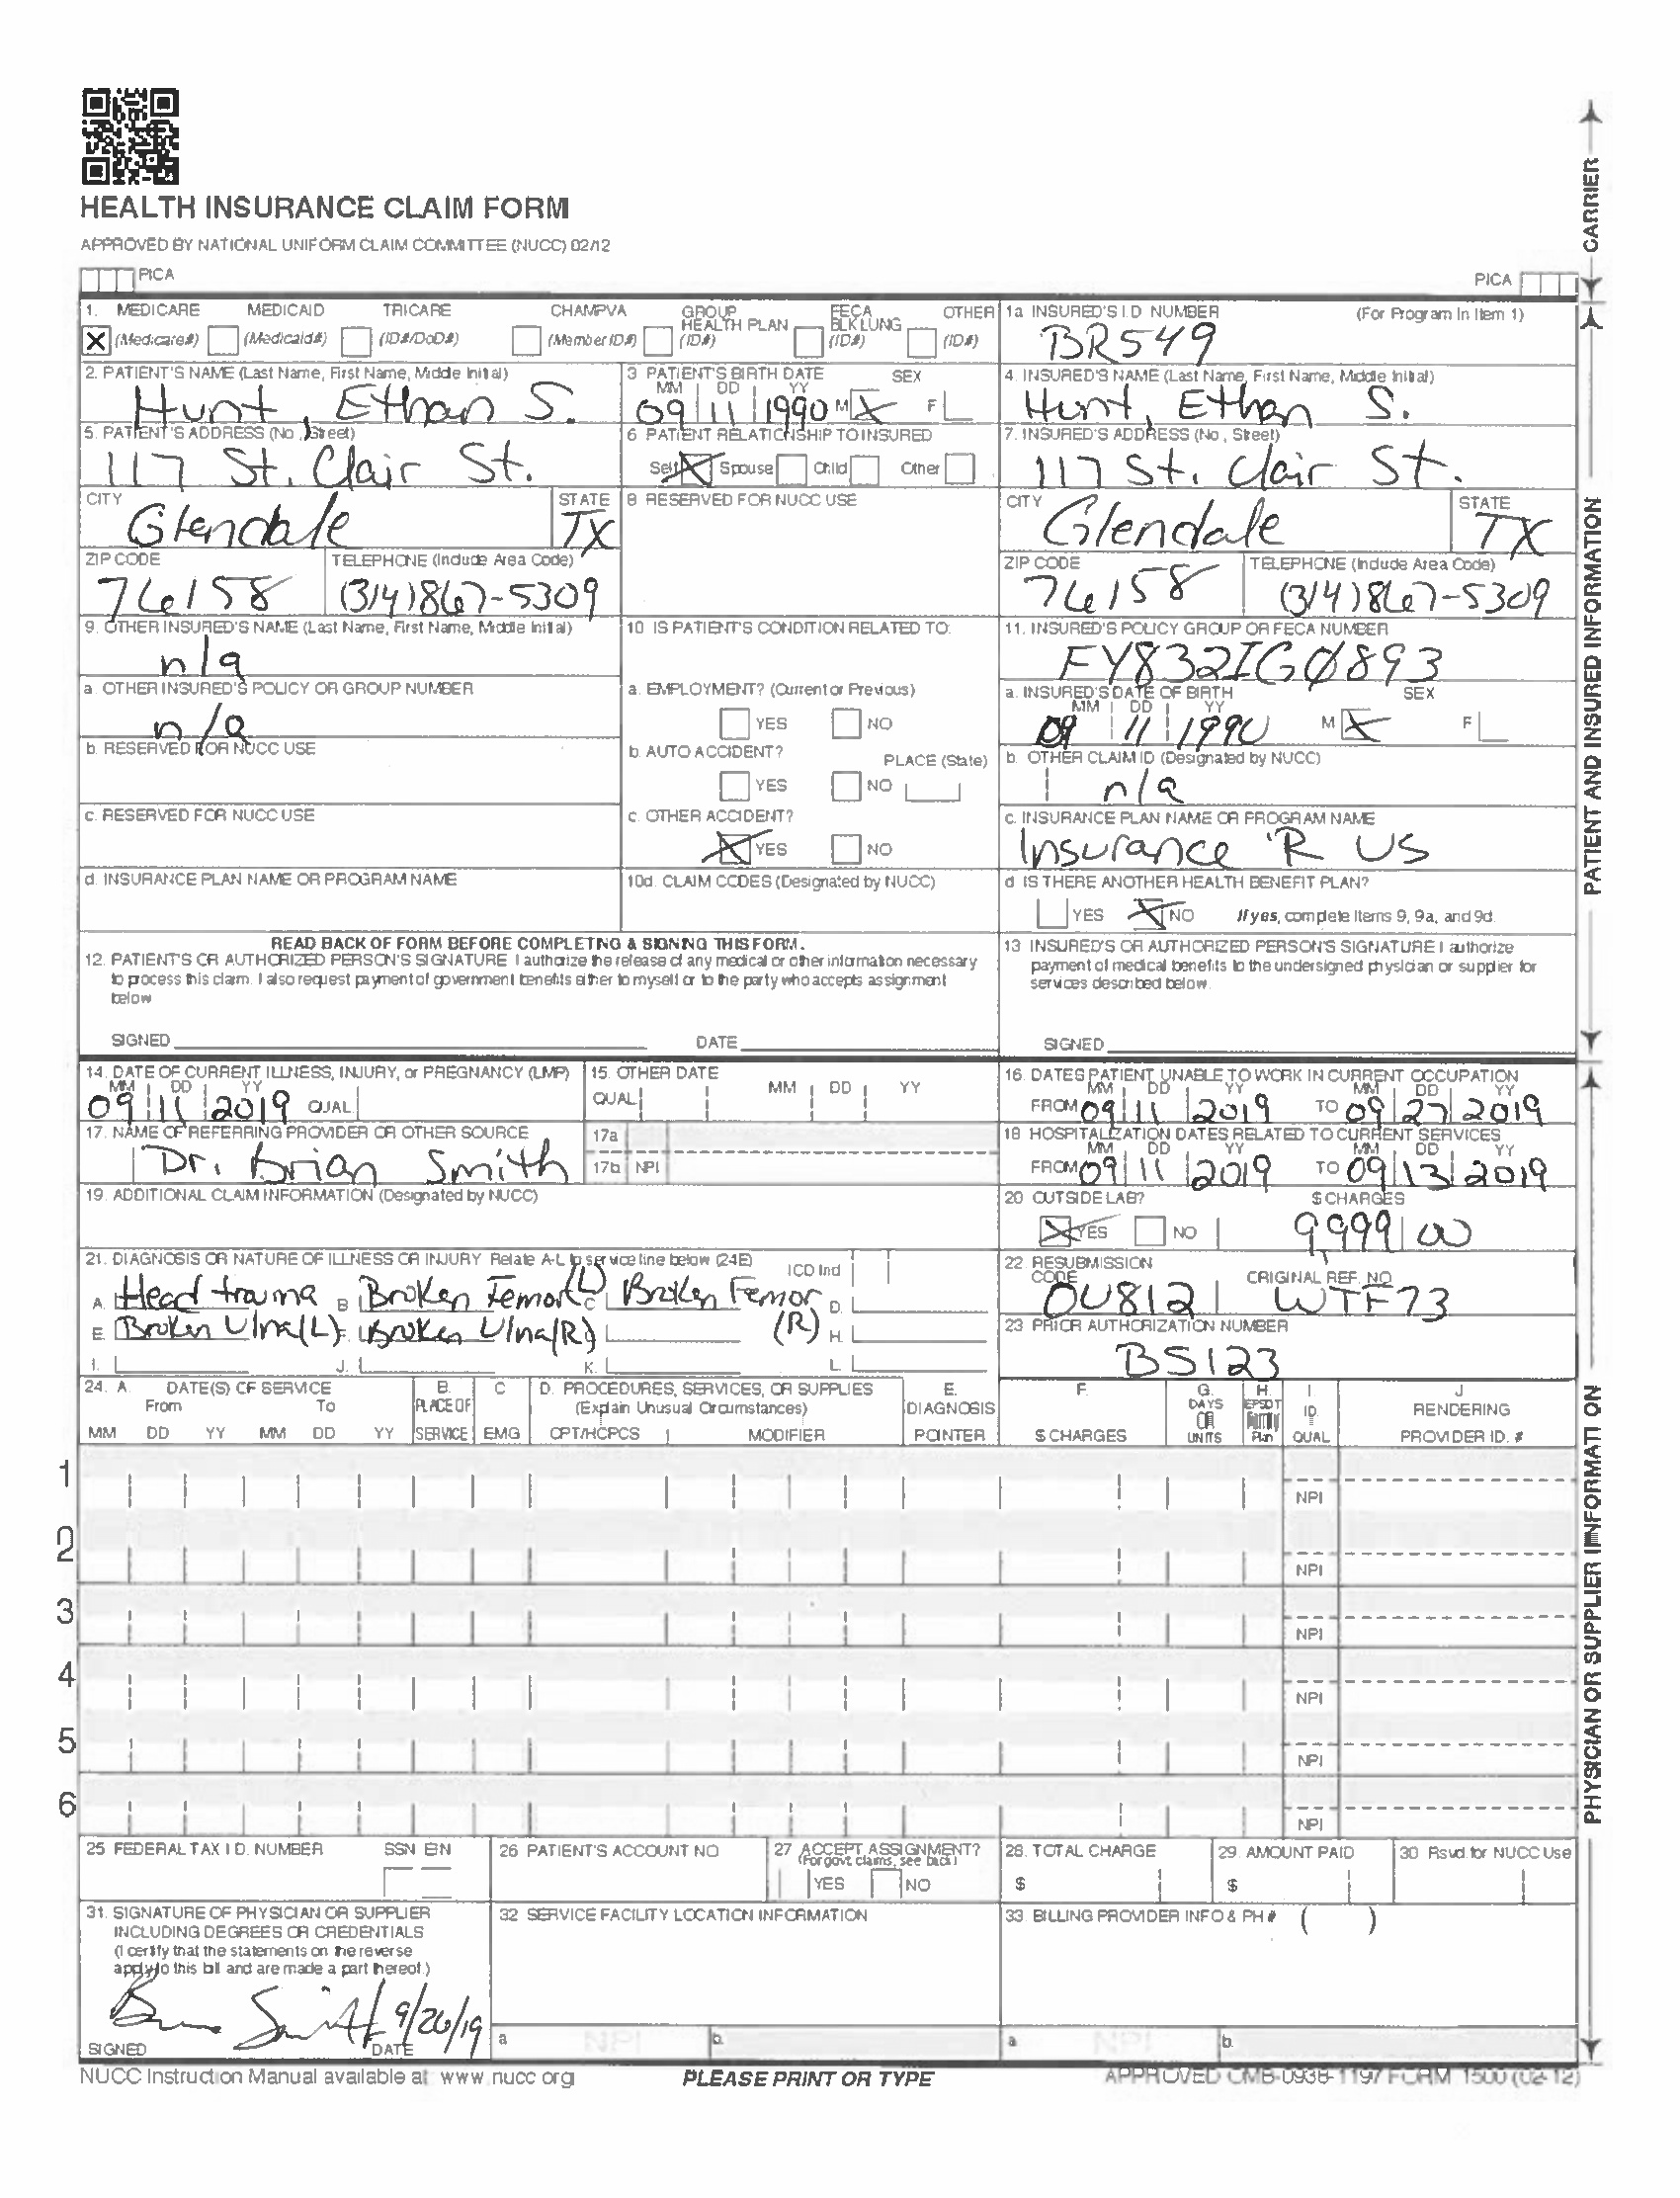 HEALTH INSURANCE CLAIM FORM
APPROVED BY NATIONAL UNIFORM CLAIM COMMITTEE (NUCC) 02/12
PICA
PICA
CARRIER
1. MEDICARE MEDICAID TRICARE CHAMPVA GROUP HEALTH PLAN FECA BLK LUNG OTHER
X (Medicare#) (Medicaid#) (ID#/DoD#) (Member ID#) (ID#) (ID#) (ID#)
1a INSURED'S I.D. NUMBER (For Program In Item 1)
BR549
2. PATIENT'S NAME (Last Name, First Name, Middle Initial)
Hunt, Ethan S.
3 PATIENT'S BIRTH DATE SEX
MM DD YY
09 11 1990 M X F
4. INSURED'S NAME (Last Name, First Name, Middle Initial)
Hunt, Ethan S.
5. PATIENT'S ADDRESS (No., Street)
117 St. Clair St.
6. PATIENT RELATIONSHIP TO INSURED
Self X Spouse Child Other
7. INSURED'S ADDRESS (No., Street)
117 St. Clair St.
CITY STATE
Glendale TX
8 RESERVED FOR NUCC USE
CITY STATE
Glendale TX
ZIP CODE TELEPHONE (Include Area Code)
76158 (314)867-5309
ZIP CODE TELEPHONE (Include Area Code)
76158 (314)867-5309
9. OTHER INSURED'S NAME (Last Name, First Name, Middle Initial)
n/a
10 IS PATIENT'S CONDITION RELATED TO:
11. INSURED'S POLICY GROUP OR FECA NUMBER
FY832IGØ893
a. OTHER INSURED'S POLICY OR GROUP NUMBER
n/a
a. EMPLOYMENT? (Current or Previous)
YES NO
a. INSURED'S DATE OF BIRTH SEX
MM DD YY
09 11 1990 M X F
b. RESERVED FOR NUCC USE
b. AUTO ACCIDENT? PLACE (State)
YES NO
b. OTHER CLAIM ID (Designated by NUCC)
n/a
c. RESERVED FOR NUCC USE
c. OTHER ACCIDENT?
X YES NO
c. INSURANCE PLAN NAME OR PROGRAM NAME
Insurance 'R US
d. INSURANCE PLAN NAME OR PROGRAM NAME
10d. CLAIM CODES (Designated by NUCC)
d. IS THERE ANOTHER HEALTH BENEFIT PLAN?
YES X NO If yes, complete Items 9, 9a, and 9d.
PATIENT AND INSURED INFORMATION
READ BACK OF FORM BEFORE COMPLETNG & SIGNNG THIS FORM.
12. PATIENT'S OR AUTHORIZED PERSON'S SIGNATURE I authorize the release of any medical or other information necessary
to process this claim. I also request payment of government benefits either to myself or to the party who accepts assignment
below
SIGNED DATE
13 INSURED'S OR AUTHORIZED PERSON'S SIGNATURE I authorize
payment of medical benefits to the undersigned physician or supplier for
services described below.
SIGNED
14. DATE OF CURRENT ILLNESS, INJURY, or PREGNANCY (LMP)
MM DD YY
09 11 2019 QUAL
15. OTHER DATE
QUAL MM DD YY
16. DATES PATIENT UNABLE TO WORK IN CURRENT OCCUPATION
MM DD YY MM DD YY
FROM 09 11 2019 TO 09 27 2019
17. NAME OF REFERRING PROVIDER OR OTHER SOURCE
Dr. Brian Smith
17a
17b NPI
18 HOSPITALIZATION DATES RELATED TO CURRENT SERVICES
MM DD YY MM DD YY
FROM 09 11 2019 TO 09 13 2019
19. ADDITIONAL CLAIM INFORMATION (Designated by NUCC)
20 OUTSIDE LAB? $ CHARGES
X YES NO 9999 00
21. DIAGNOSIS OR NATURE OF ILLNESS OR INJURY Relate A-L to service line below (24E) ICD Ind
A. Head trauma B Broken Femor (L) C Broken Femor (R) D.
E. Broken Ulna (L) F. Broken Ulna (R) H.
I. J. K. L.
22. RESUBMISSION CODE ORIGINAL REF. NO
OU812 WTF73
23 PRIOR AUTHORIZATION NUMBER
BS123
24. A. DATE(S) OF SERVICE B. C D. PROCEDURES, SERVICES, OR SUPPLIES E. F. G. H. I J
From To PLACE OF (Explain Unusual Circumstances) DIAGNOSIS DAYS OR EPSDT Family ID. RENDERING
MM DD YY MM DD YY SERVICE EMG CPT/HCPCS MODIFIER POINTER $ CHARGES UNITS Plan QUAL PROVIDER ID. #
1
NPI
2
NPI
3
NPI
4
NPI
5
NPI
6
NPI
PHYSICIAN OR SUPPLIER INFORMATION
25 FEDERAL TAX I.D. NUMBER SSN EIN
26 PATIENT'S ACCOUNT NO
27 ACCEPT ASSIGNMENT?
(For govt. claims, see back)
YES NO
28. TOTAL CHARGE
$
29. AMOUNT PAID
$
30 Rsvd. for NUCC Use
31. SIGNATURE OF PHYSICIAN OR SUPPLIER
INCLUDING DEGREES OR CREDENTIALS
(I certify that the statements on the reverse
apply to this bill and are made a part thereof.)
Smith 9/26/19
SIGNED DATE
32 SERVICE FACILITY LOCATION INFORMATION
a NPI b.
33. BILLING PROVIDER INFO & PH # ( )
a NPI b.
NUCC Instruction Manual available at: www.nucc.org
PLEASE PRINT OR TYPE
APPROVED OMB-0938-1197 FORM 1500 (02-12)